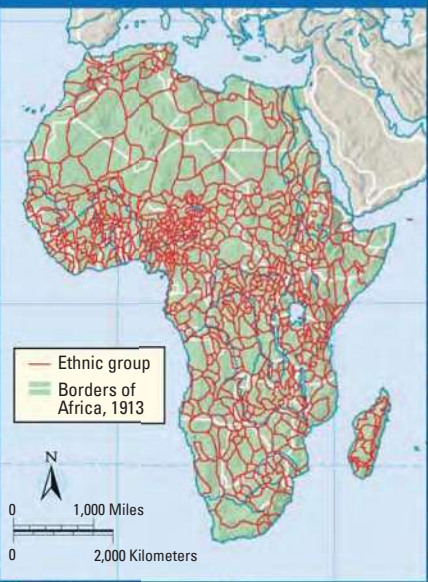 Ethnic group
Borders of
Africa, 1913
N
0 1,000 Miles
0 2,000 Kilometers